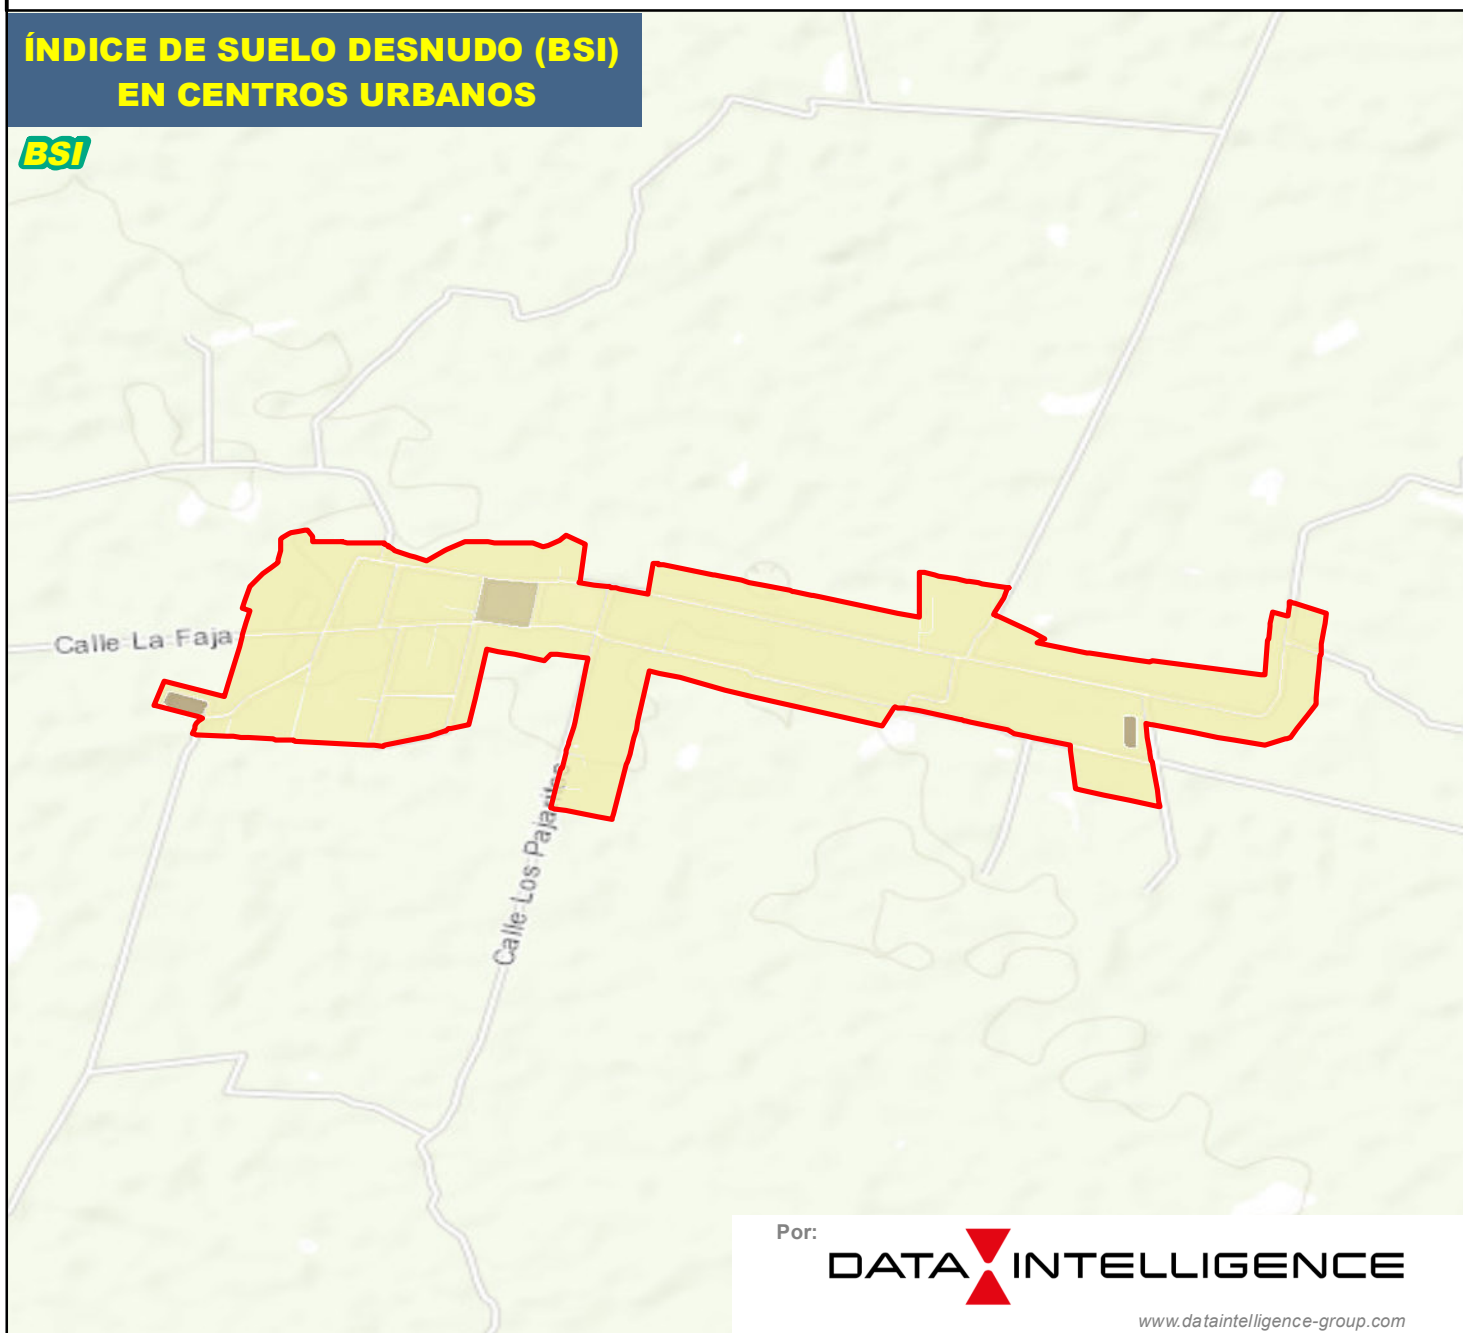 ÍNDICE DE SUELO DESNUDO (BSI)
EN CENTROS URBANOS
BSI
Calle La Faja
Calle Los Pajaritos
Por:
DATA INTELLIGENCE
www.dataintelligence-group.com